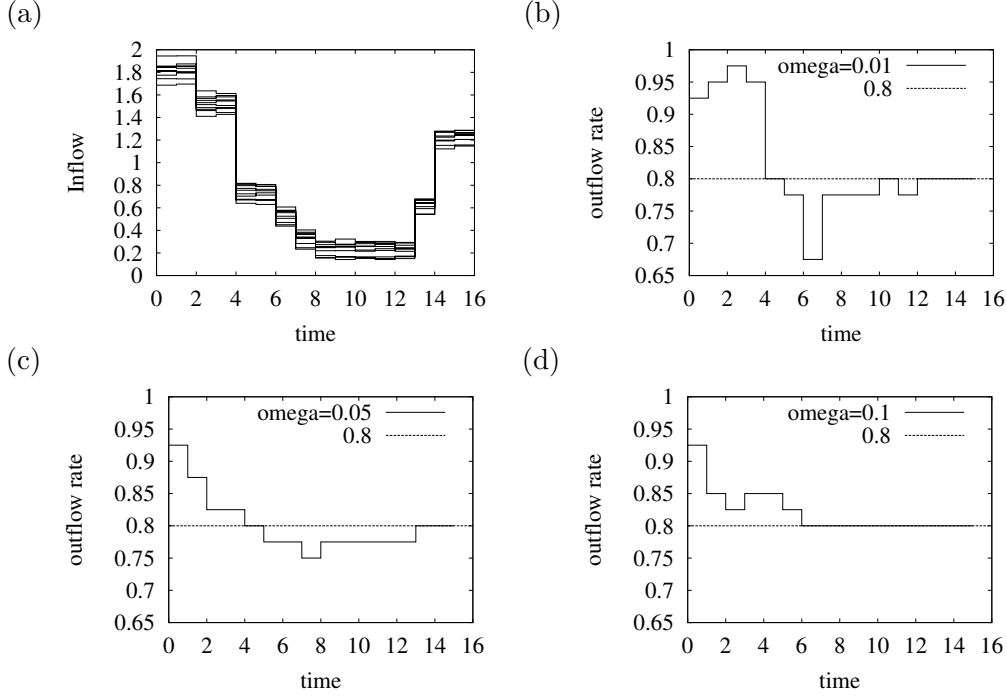 (a)
Inflow
2
1.8
1.6
1.4
1.2
1
0.8
0.6
0.4
0.2
0
0 2 4 6 8 10 12 14 16
time
(b)
outflow rate
omega=0.01
0.8
1
0.95
0.9
0.85
0.8
0.75
0.7
0.65
0 2 4 6 8 10 12 14 16
time
(c)
outflow rate
omega=0.05
0.8
1
0.95
0.9
0.85
0.8
0.75
0.7
0.65
0 2 4 6 8 10 12 14 16
time
(d)
outflow rate
omega=0.1
0.8
1
0.95
0.9
0.85
0.8
0.75
0.7
0.65
0 2 4 6 8 10 12 14 16
time